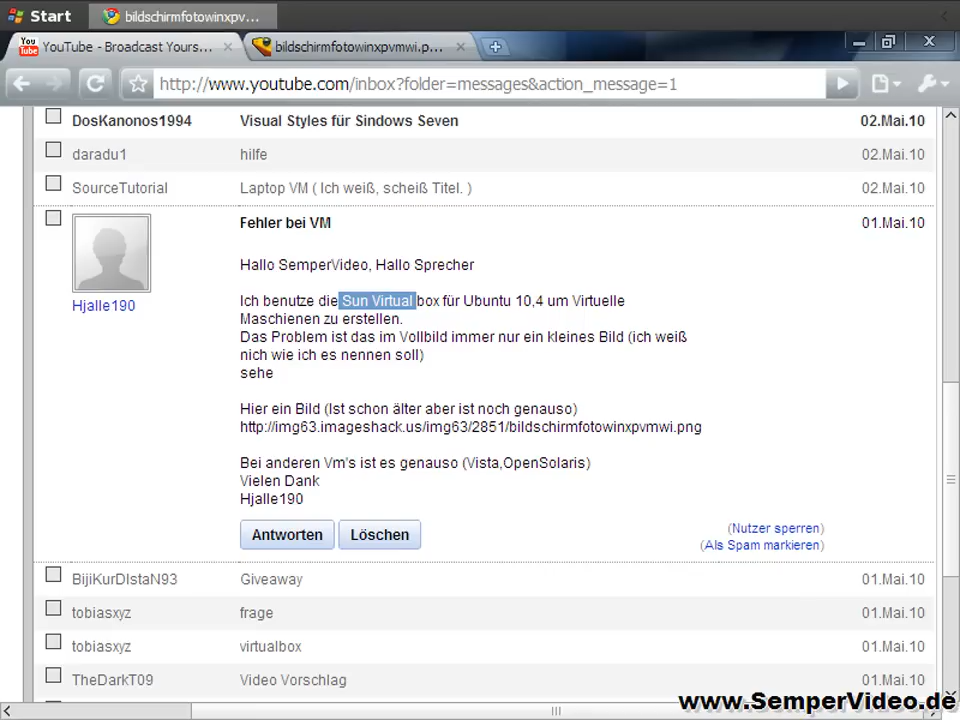 Start
bildschirmfotowinxpv...
YouTube - Broadcast Yours...
bildschirmfotowinxpvmwi.p...
http://www.youtube.com/inbox?folder=messages&action_message=1
DosKanonos1994 Visual Styles für Sindows Seven 02.Mai.10
daradu1 hilfe 02.Mai.10
SourceTutorial Laptop VM ( Ich weiß, scheiß Titel. ) 02.Mai.10
Fehler bei VM 01.Mai.10
Hjalle190
Hallo SemperVideo, Hallo Sprecher
Ich benutze die Sun Virtual box für Ubuntu 10,4 um Virtuelle
Maschienen zu erstellen.
Das Problem ist das im Vollbild immer nur ein kleines Bild (ich weiß
nich wie ich es nennen soll)
sehe
Hier ein Bild (Ist schon älter aber ist noch genauso)
http://img63.imageshack.us/img63/2851/bildschirmfotowinxpvmwi.png
Bei anderen Vm's ist es genauso (Vista,OpenSolaris)
Vielen Dank
Hjalle190
Antworten Löschen
(Nutzer sperren)
(Als Spam markieren)
BijiKurDIstaN93 Giveaway 01.Mai.10
tobiasxyz frage 01.Mai.10
tobiasxyz virtualbox 01.Mai.10
TheDarkT09 Video Vorschlag 01.Mai.10
www.SemperVideo.de